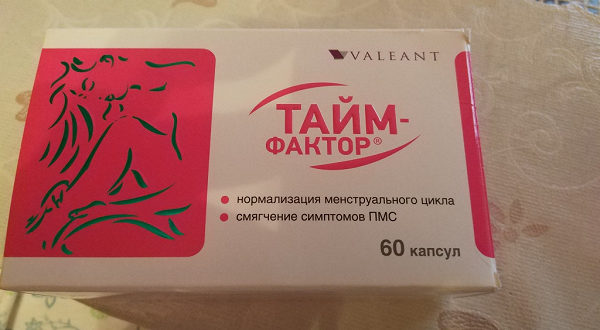 VALEANT
ТАЙМ-
ФАКТОР®
• нормализация менструального цикла
• смягчение симптомов ПМС
60 капсул